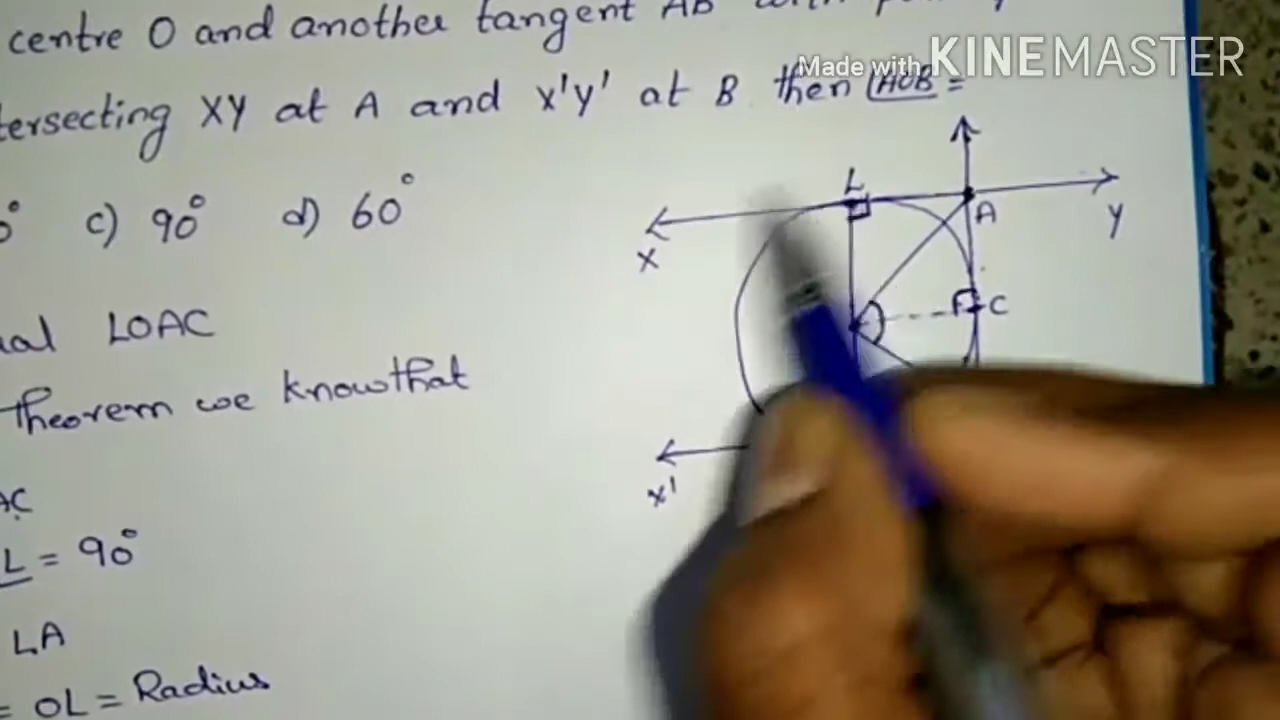 centre O and another tangent AB with
Made with KINEMASTER
tersecting XY at A and x'y' at B then ∠AOB =
c) 90° d) 60°
L
A
X
Y
LOAC
C
Theorem we know that
x'
L = 90°
LA
= OL = Radius